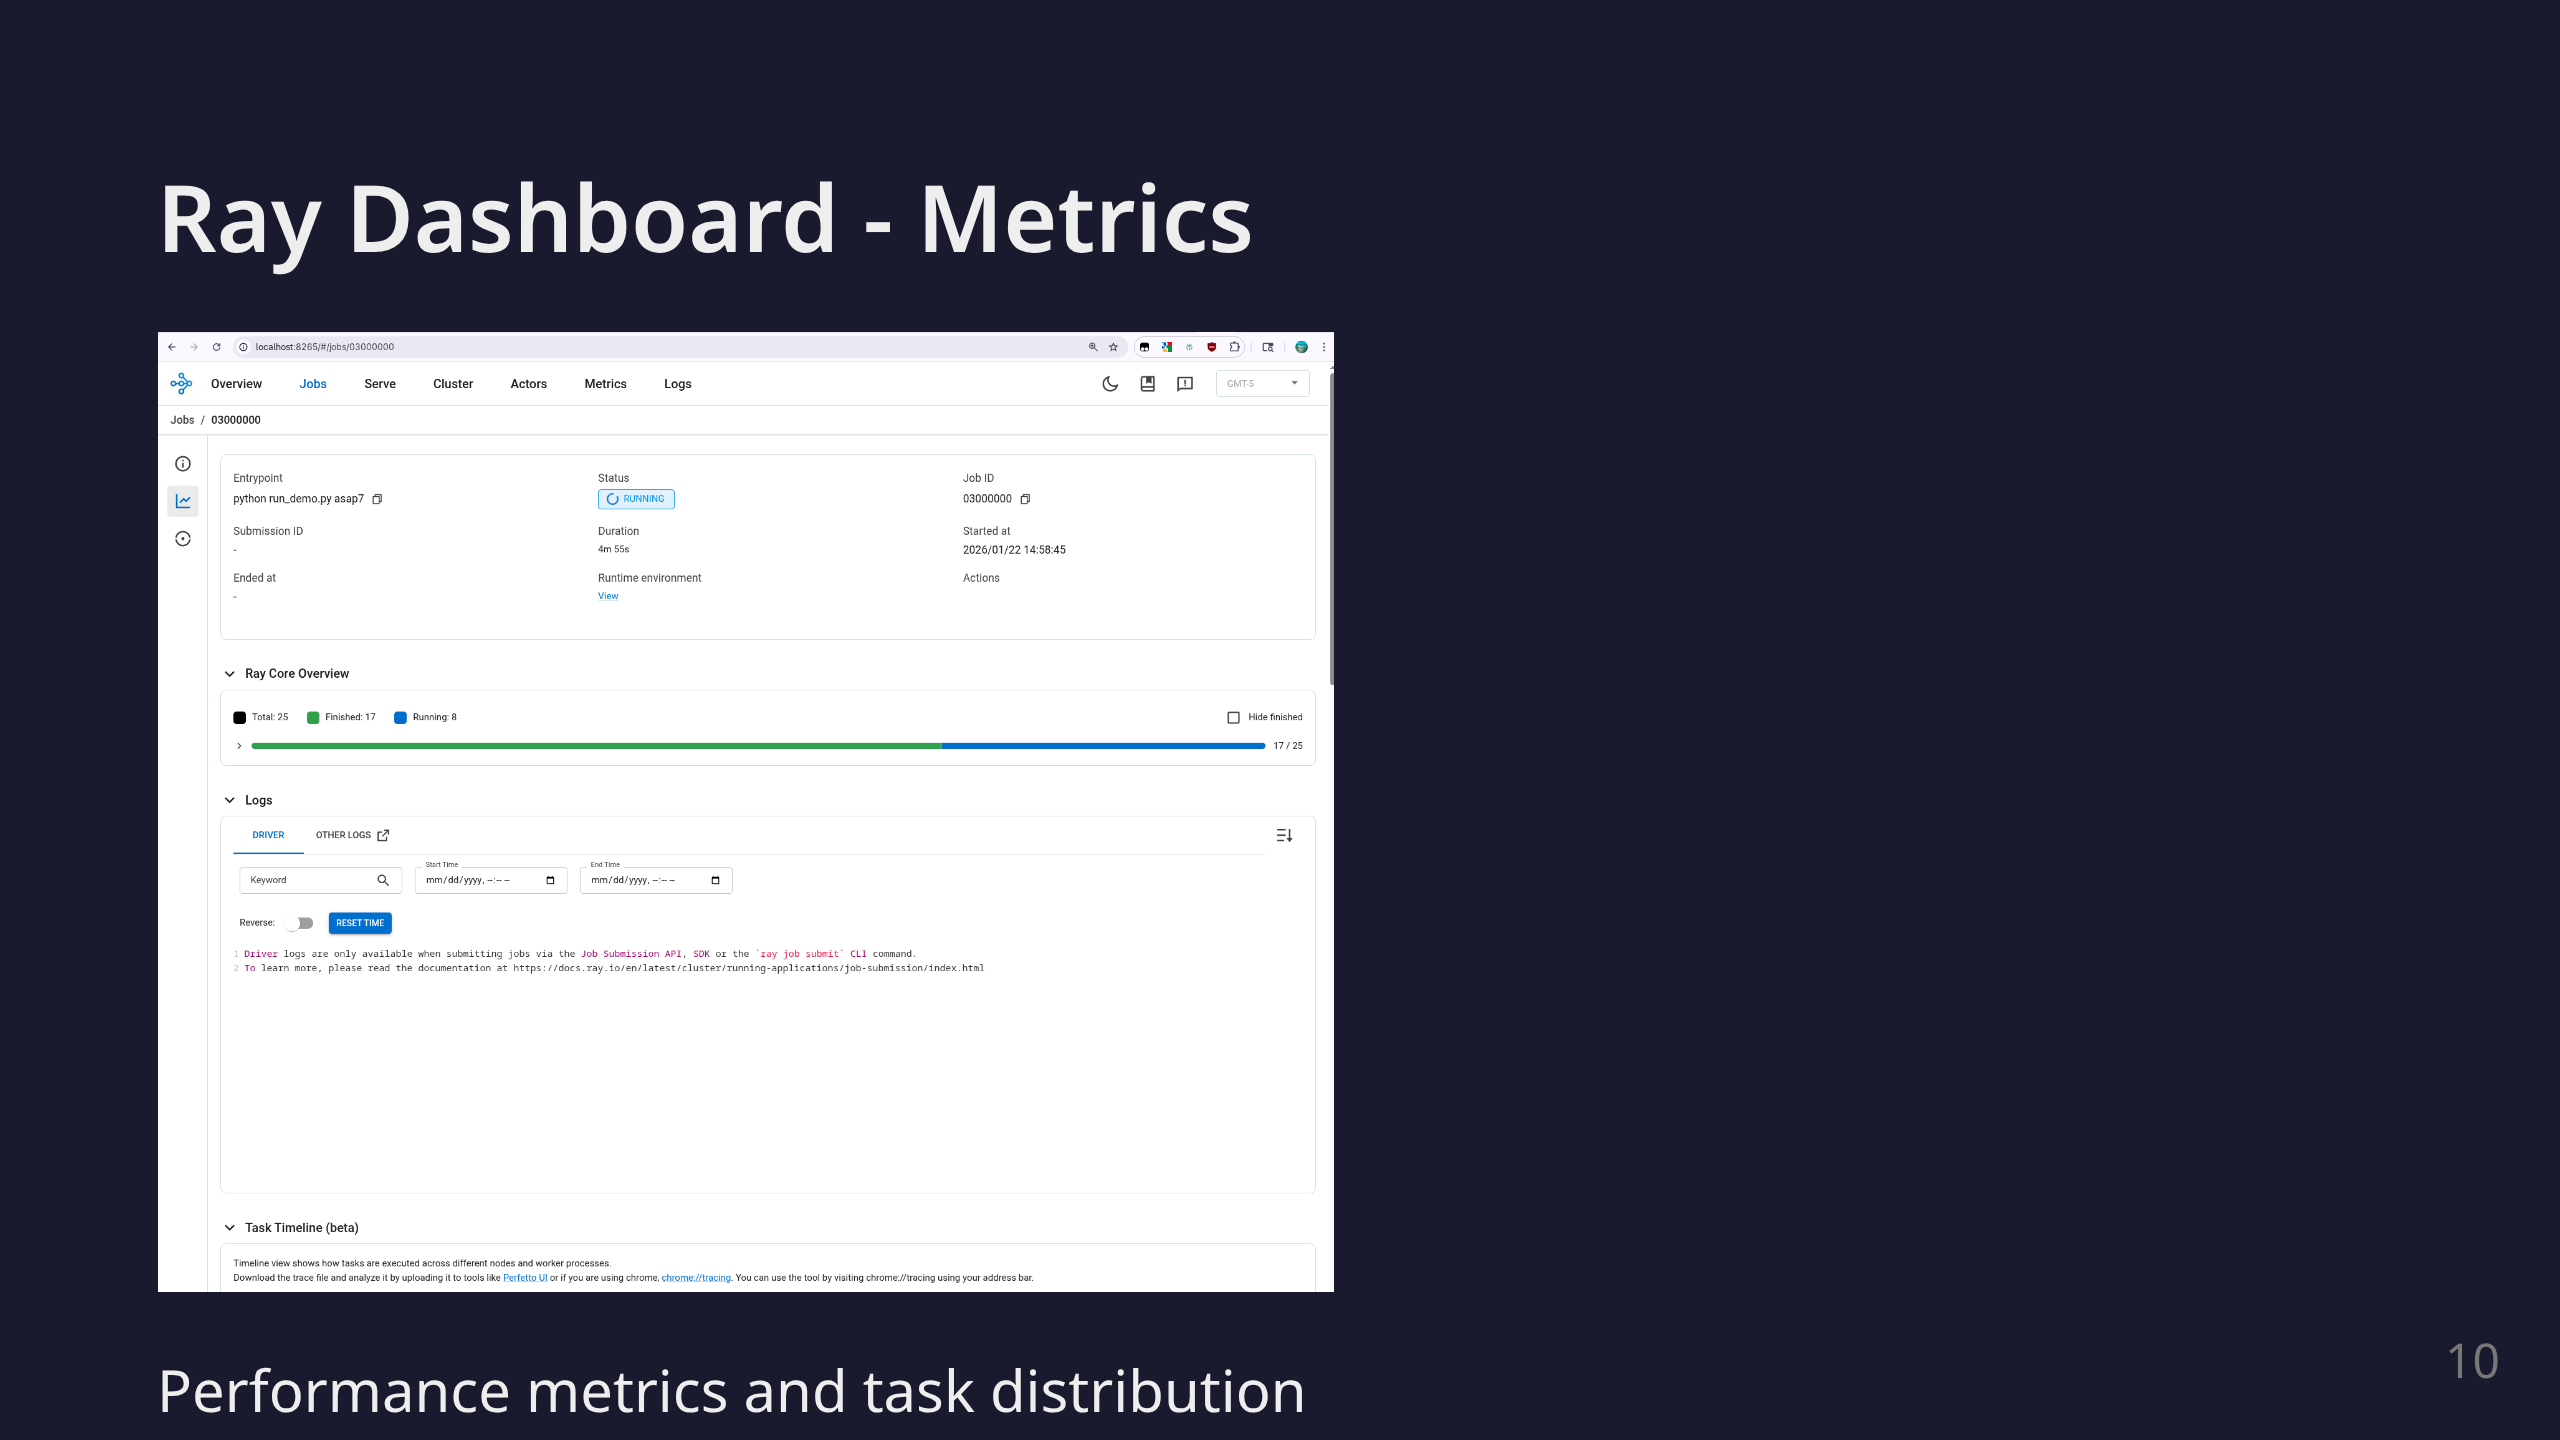 Ray Dashboard - Metrics
localhost:8265/#/jobs/03000000
Overview Jobs Serve Cluster Actors Metrics Logs GMT-5
Jobs / 03000000
Entrypoint Status Job ID
python run_demo.py asap7 RUNNING 03000000
Submission ID Duration Started at
- 4m 55s 2026/01/22 14:58:45
Ended at Runtime environment Actions
- View
Ray Core Overview
Total: 25 Finished: 17 Running: 8 Hide finished
17 / 25
Logs
DRIVER OTHER LOGS
Start Time End Time
Keyword mm/dd/yyyy, --:-- -- mm/dd/yyyy, --:-- --
Reverse: RESET TIME
1 Driver logs are only available when submitting jobs via the Job Submission API, SDK or the `ray job submit` CLI command.
2 To learn more, please read the documentation at https://docs.ray.io/en/latest/cluster/running-applications/job-submission/index.html
Task Timeline (beta)
Timeline view shows how tasks are executed across different nodes and worker processes.
Download the trace file and analyze it by uploading it to tools like Perfetto UI or if you are using chrome, chrome://tracing. You can use the tool by visiting chrome://tracing using your address bar.
Performance metrics and task distribution
10